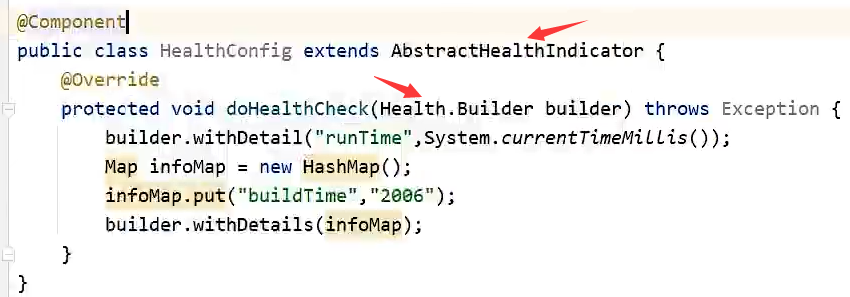 @Component
public class HealthConfig extends AbstractHealthIndicator {
    @Override
    protected void doHealthCheck(Health.Builder builder) throws Exception {
        builder.withDetail("runTime",System.currentTimeMillis());
        Map infoMap = new HashMap();
        infoMap.put("buildTime","2006");
        builder.withDetails(infoMap);
    }
}